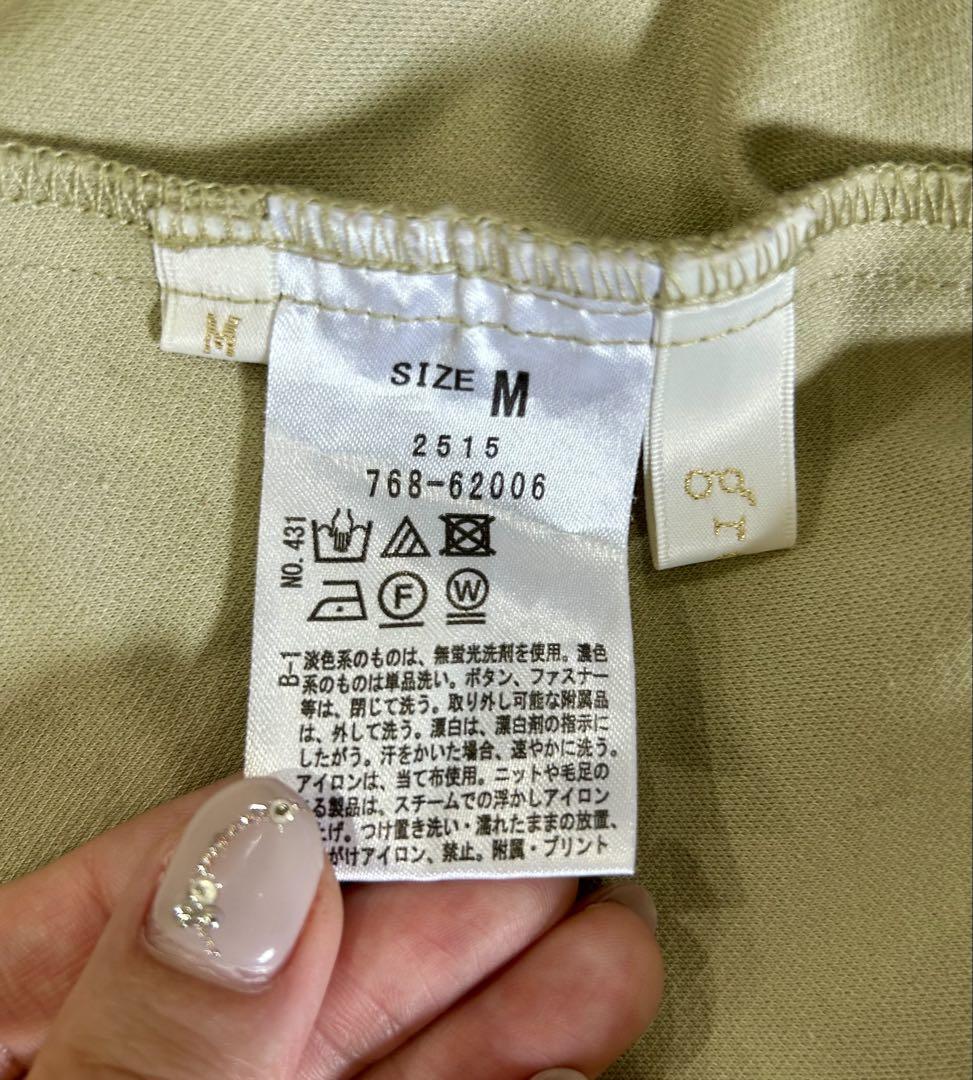 M
SIZE M
2515
768-62006
NO. 431
F
W
B-1
淡色系のものは、無蛍光洗剤を使用。濃色
系のものは単品洗い。ボタン、ファスナー
等は、閉じて洗う。取り外し可能な附属品
は、外して洗う。漂白は、漂白剤の指示に
したがう。汗をかいた場合、速やかに洗う。
アイロンは、当て布使用。ニットや毛足の
る製品は、スチームでの浮かしアイロン
上げ。つけ置き洗い・濡れたままの放置、
がけアイロン、禁止。附属・プリント